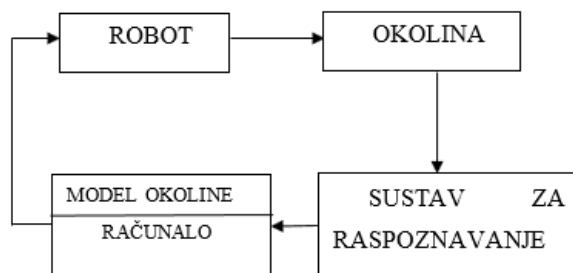 ROBOT
OKOLINA
MODEL OKOLINE
RAČUNALO
SUSTAV ZA
RASPOZNAVANJE